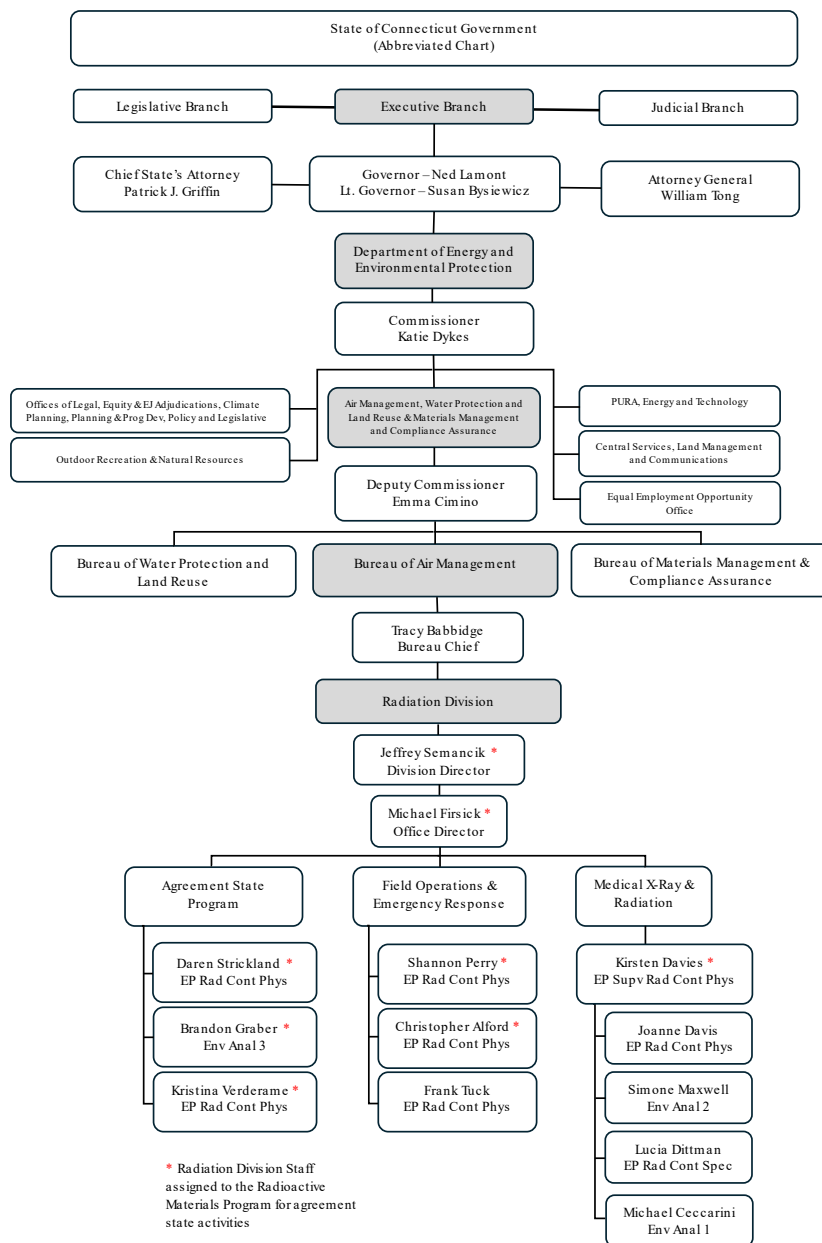 State of Connecticut Government
(Abbreviated Chart)
Legislative Branch
Executive Branch
Judicial Branch
Chief State’s Attorney
Patrick J. Griffin
Governor – Ned Lamont
Lt. Governor – Susan Bysiewicz
Attorney General
William Tong
Department of Energy and
Environmental Protection
Commissioner
Katie Dykes
Offices of Legal, Equity & EJ Adjudications, Climate
Planning, Planning & Prog Dev, Policy and Legislative
Outdoor Recreation & Natural Resources
Air Management, Water Protection and
Land Reuse & Materials Management
and Compliance Assurance
PURA, Energy and Technology
Central Services, Land Management
and Communications
Equal Employment Opportunity
Office
Deputy Commissioner
Emma Cimino
Bureau of Water Protection and
Land Reuse
Bureau of Air Management
Bureau of Materials Management &
Compliance Assurance
Tracy Babbidge
Bureau Chief
Radiation Division
Jeffrey Semancik *
Division Director
Michael Firsick *
Office Director
Agreement State
Program
Daren Strickland *
EP Rad Cont Phys
Brandon Graber *
Env Anal 3
Kristina Verderame *
EP Rad Cont Phys
Field Operations &
Emergency Response
Shannon Perry *
EP Rad Cont Phys
Christopher Alford *
EP Rad Cont Phys
Frank Tuck
EP Rad Cont Phys
Medical X-Ray &
Radiation
Kirsten Davies *
EP Supv Rad Cont Phys
Joanne Davis
EP Rad Cont Phys
Simone Maxwell
Env Anal 2
Lucia Dittman
EP Rad Cont Spec
Michael Ceccarini
Env Anal 1
* Radiation Division Staff
assigned to the Radioactive
Materials Program for agreement
state activities